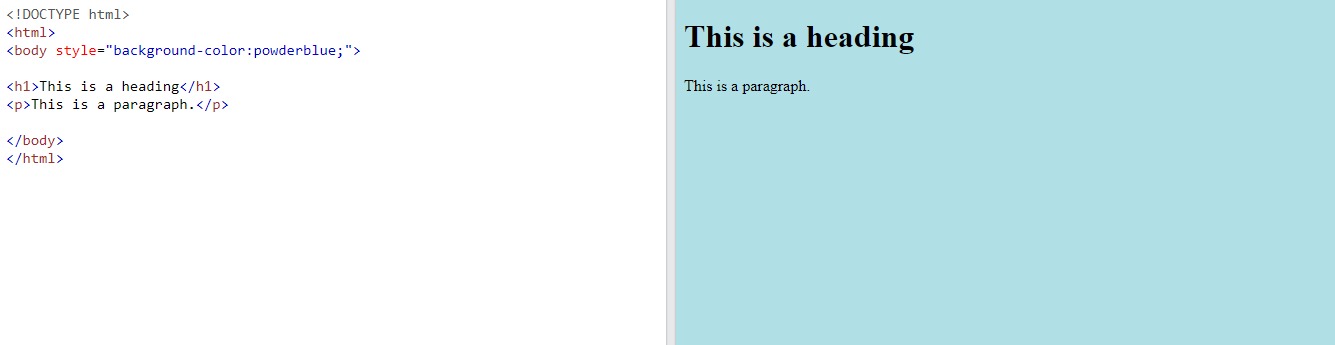 <!DOCTYPE html>
<html>
<body style="background-color:powderblue;">
<h1>This is a heading</h1>
<p>This is a paragraph.</p>
</body>
</html>
This is a heading
This is a paragraph.